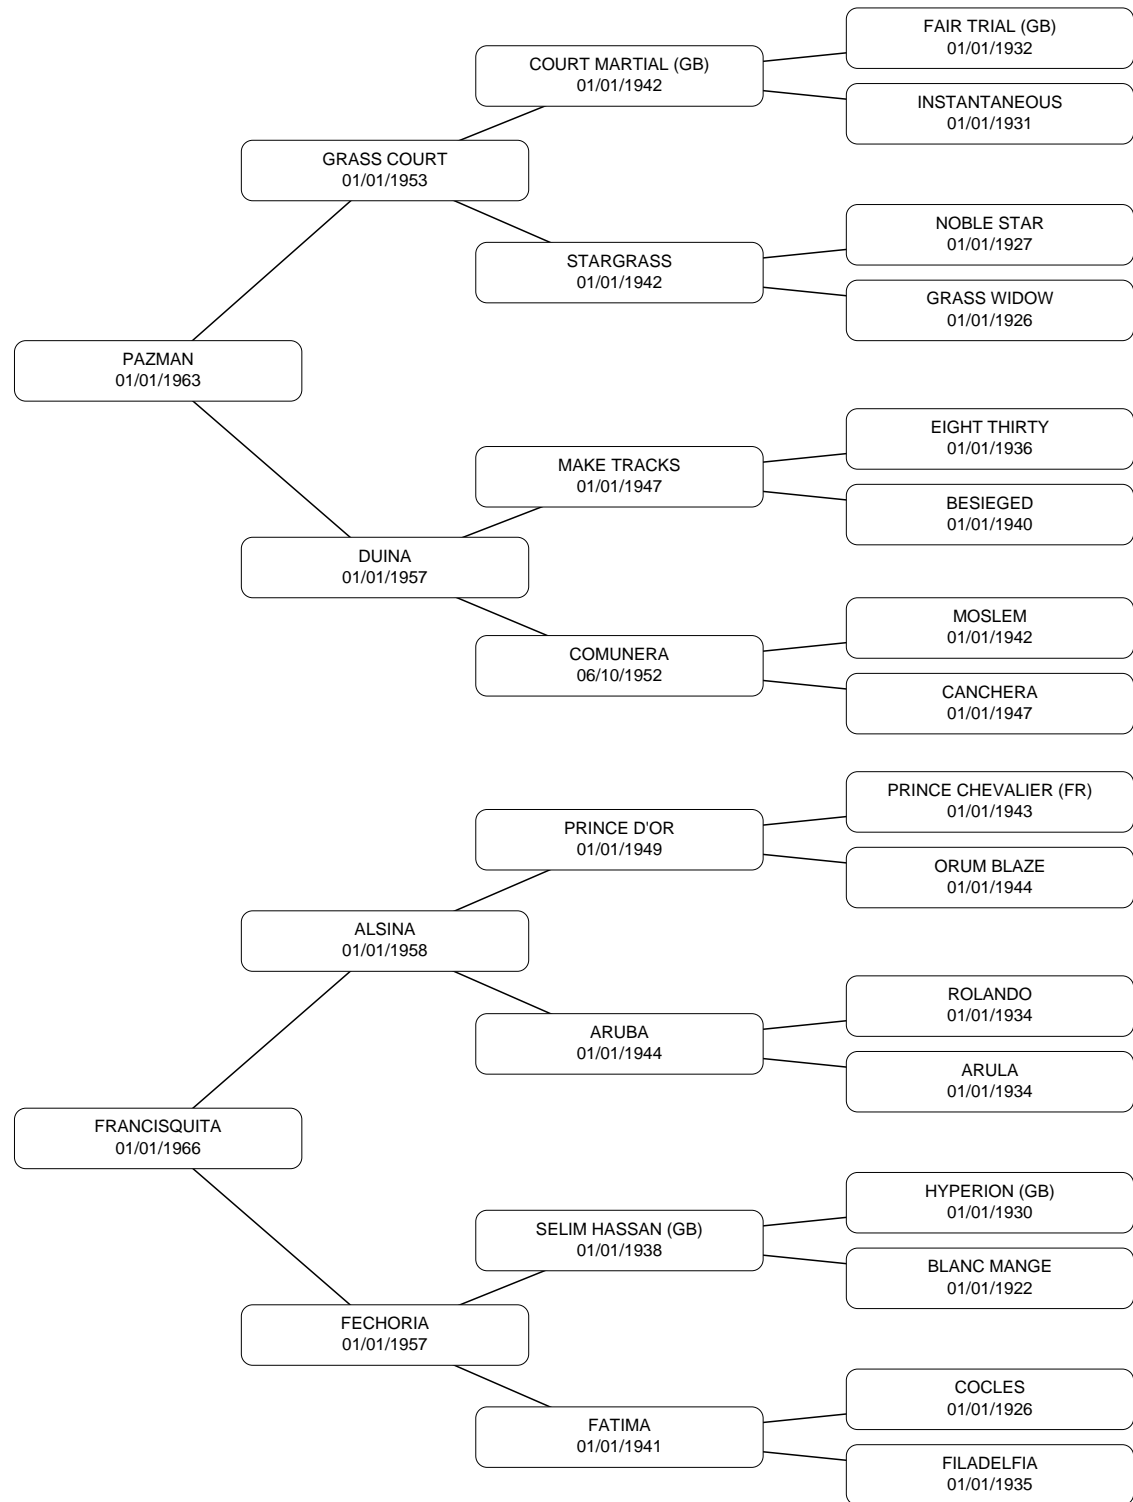 FAIR TRIAL (GB)
01/01/1932
COURT MARTIAL (GB)
01/01/1942
INSTANTANEOUS
01/01/1931
GRASS COURT
01/01/1953
NOBLE STAR
01/01/1927
STARGRASS
01/01/1942
GRASS WIDOW
01/01/1926
PAZMAN
01/01/1963
EIGHT THIRTY
01/01/1936
MAKE TRACKS
01/01/1947
BESIEGED
01/01/1940
DUINA
01/01/1957
MOSLEM
01/01/1942
COMUNERA
06/10/1952
CANCHERA
01/01/1947
PRINCE CHEVALIER (FR)
01/01/1943
PRINCE D'OR
01/01/1949
ORUM BLAZE
01/01/1944
ALSINA
01/01/1958
ROLANDO
01/01/1934
ARUBA
01/01/1944
ARULA
01/01/1934
FRANCISQUITA
01/01/1966
HYPERION (GB)
01/01/1930
SELIM HASSAN (GB)
01/01/1938
BLANC MANGE
01/01/1922
FECHORIA
01/01/1957
COCLES
01/01/1926
FATIMA
01/01/1941
FILADELFIA
01/01/1935